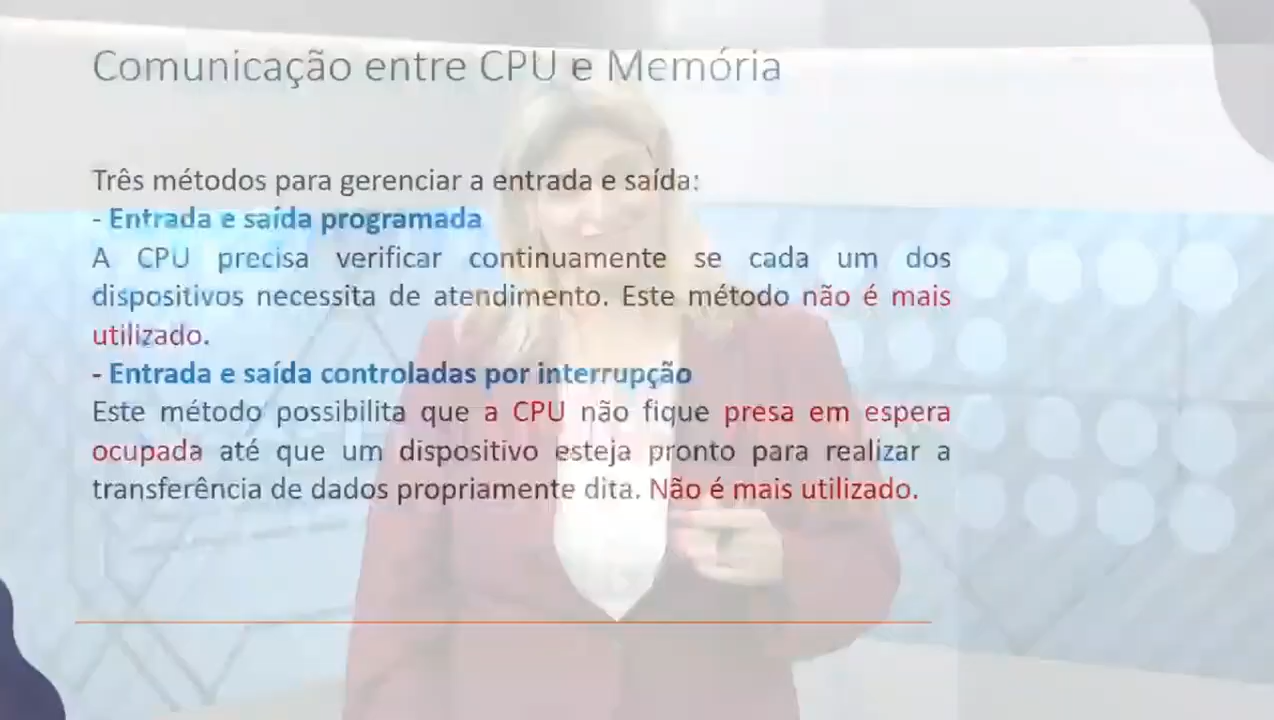 Comunicação entre CPU e Memória
Três métodos para gerenciar a entrada e saída:
- Entrada e saída programada
A CPU precisa verificar continuamente se cada um dos
dispositivos necessita de atendimento. Este método não é mais
utilizado.
- Entrada e saída controladas por interrupção
Este método possibilita que a CPU não fique presa em espera
ocupada até que um dispositivo esteja pronto para realizar a
transferência de dados propriamente dita. Não é mais utilizado.